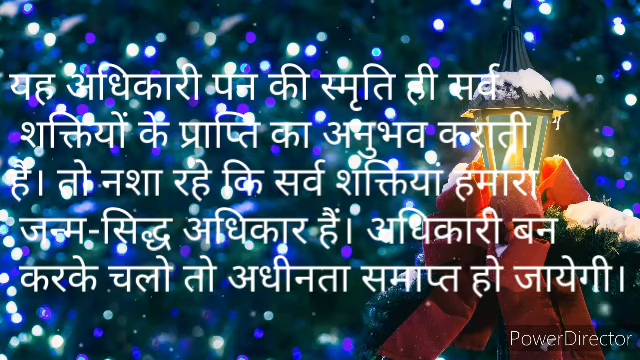 यह अधिकारी पन की स्मृति ही सर्व
शक्तियों के प्राप्ति का अनुभव कराती
है। तो नशा रहे कि सर्व शक्तियां हमारा
जन्म-सिद्ध अधिकार हैं। अधिकारी बन
करके चलो तो अधीनता समाप्त हो जायेगी।
PowerDirector